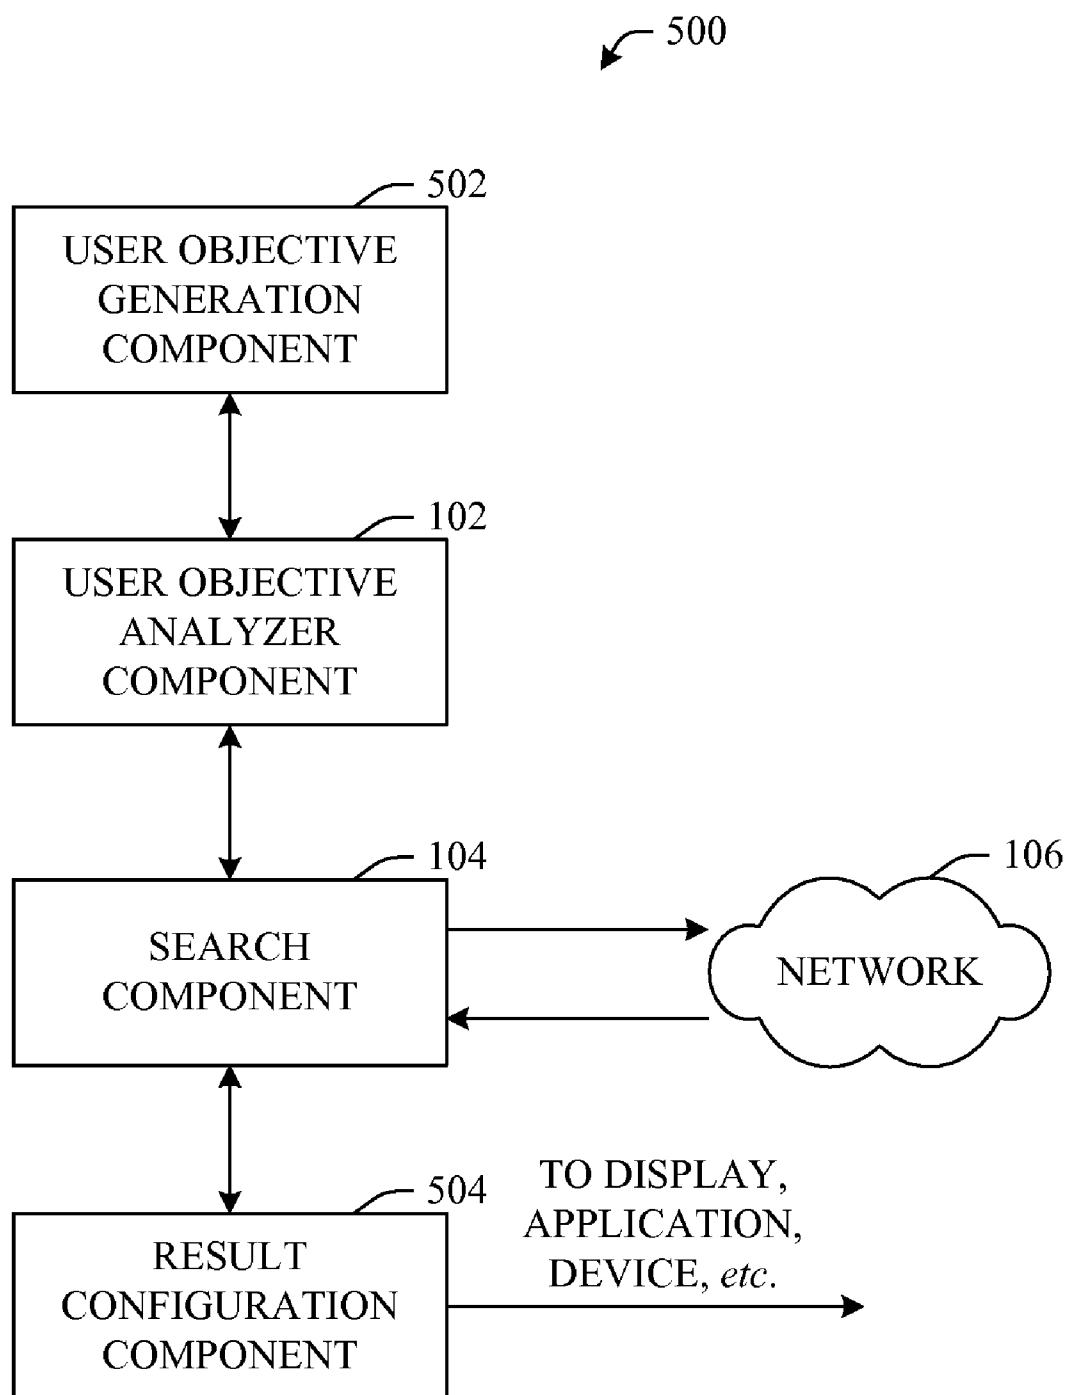 500
502
USER OBJECTIVE
GENERATION
COMPONENT
102
USER OBJECTIVE
ANALYZER
COMPONENT
104
SEARCH
COMPONENT
106
NETWORK
504
RESULT
CONFIGURATION
COMPONENT
TO DISPLAY,
APPLICATION,
DEVICE, etc.